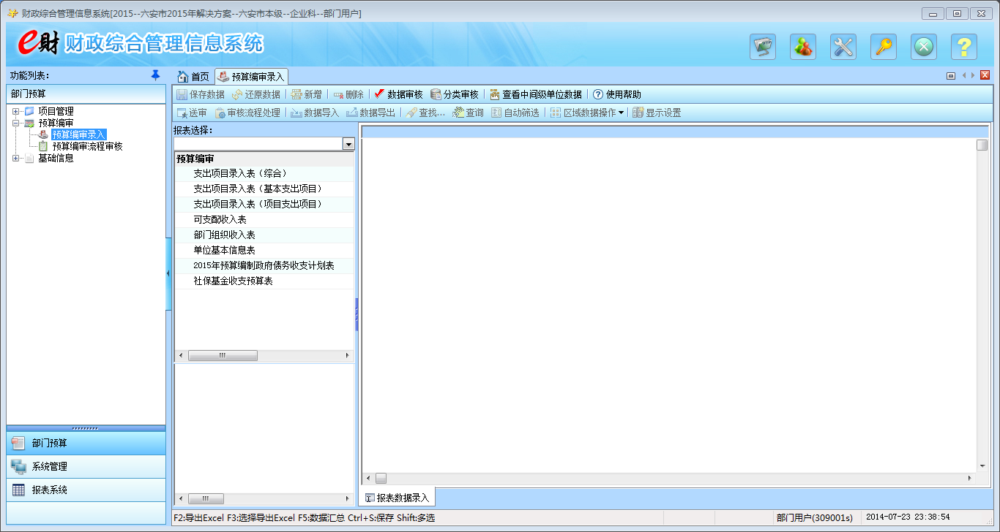 财政综合管理信息系统[2015--六安市2015年解决方案--六安市本级--企业科--部门用户]
e财 财政综合管理信息系统
功能列表:
首页 预算编审录入
部门预算
保存数据 还原数据 新增 删除 数据审核 分类审核 查看中间级单位数据 使用帮助
送审 审核流程处理 数据导入 数据导出 查找... 查询 自动筛选 区域数据操作 显示设置
项目管理
预算编审
预算编审录入
预算编审流程审核
基础信息
报表选择:
预算编审
支出项目录入表（综合）
支出项目录入表（基本支出项目）
支出项目录入表（项目支出项目）
可支配收入表
部门组织收入表
单位基本信息表
2015年预算编制政府债务收支计划表
社保基金收支预算表
部门预算
系统管理
报表系统
报表数据录入
F2:导出Excel F3:选择导出Excel F5:数据汇总 Ctrl+S:保存 Shift:多选
部门用户(309001s)
2014-07-23 23:38:54